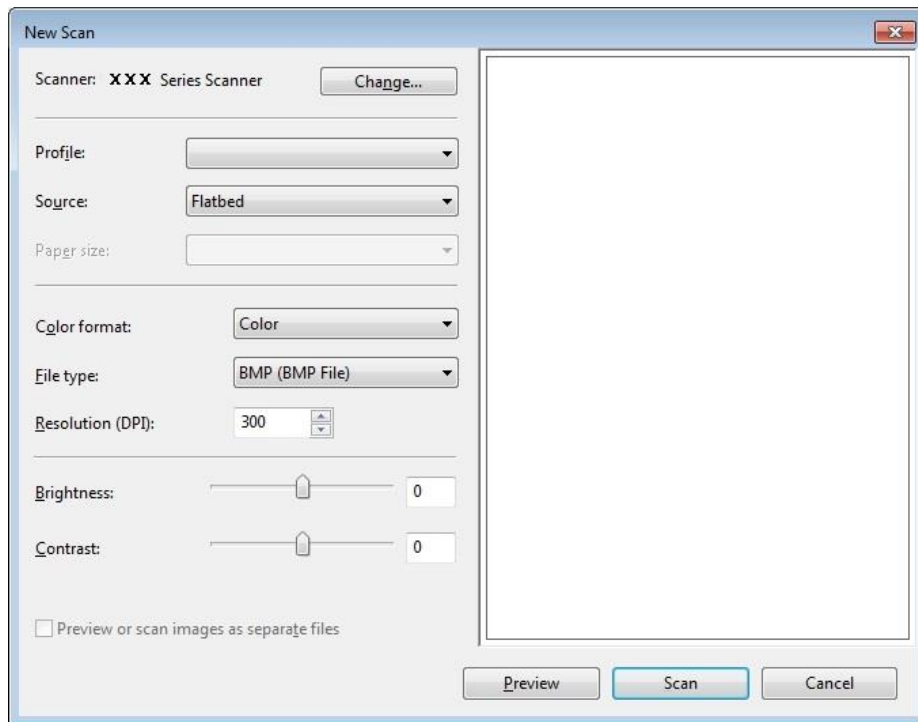 New Scan
Scanner: XXX Series Scanner Change...
Profile:
Source: Flatbed
Paper size:
Color format: Color
File type: BMP (BMP File)
Resolution (DPI): 300
Brightness: 0
Contrast: 0
Preview or scan images as separate files
Preview Scan Cancel